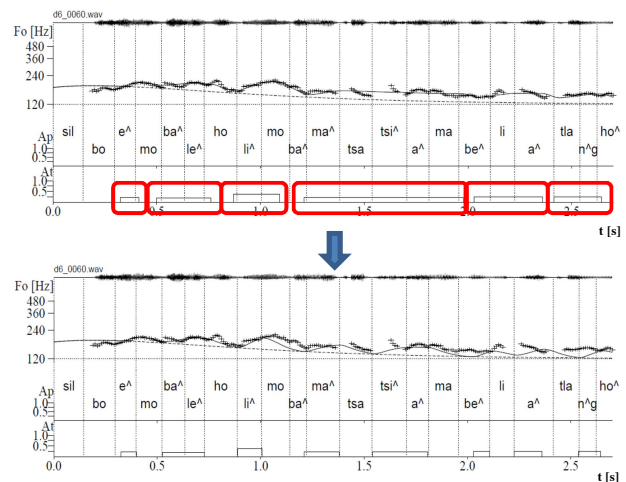 d6_0060.wav
Fo [Hz]
480
360
240
120
sil e^ ba^ ho mo ma^ tsi^ ma li tla ho^
Ap
1.0
0.5
bo mo le^ li^ ba^ tsa a^ be^ a^ n^g
At
1.0
0.5
0.0 0.5 1.0 1.5 2.0 2.5
t [s]
d6_0060.wav
Fo [Hz]
480
360
240
120
sil e^ ba^ ho mo ma^ tsi^ ma li tla ho^
Ap
1.0
0.5
bo mo le^ li^ ba^ tsa a^ be^ a^ n^g
At
1.0
0.5
0.0 0.5 1.0 1.5 2.0 2.5
t [s]